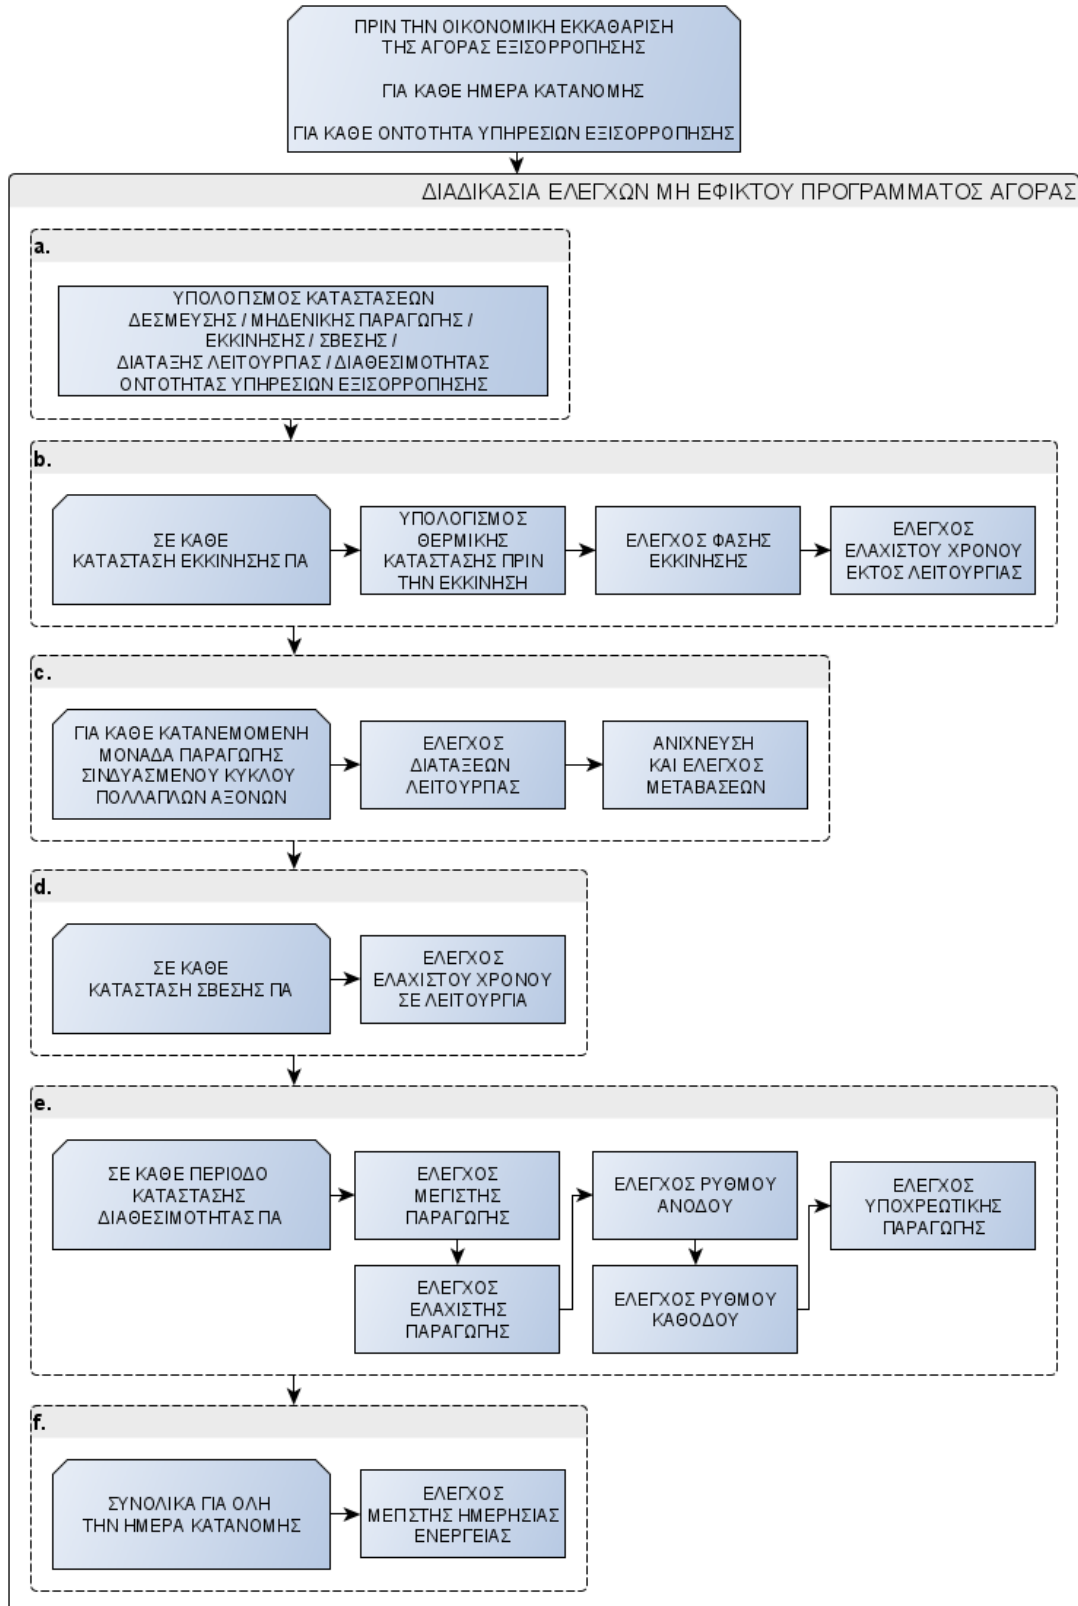 ΠΡΙΝ ΤΗΝ ΟΙΚΟΝΟΜΙΚΗ ΕΚΚΑΘΑΡΙΣΗ
ΤΗΣ ΑΓΟΡΑΣ ΕΞΙΣΟΡΡΟΠΗΣΗΣ
ΓΙΑ ΚΑΘΕ ΗΜΕΡΑ ΚΑΤΑΝΟΜΗΣ
ΓΙΑ ΚΑΘΕ ΟΝΤΟΤΗΤΑ ΥΠΗΡΕΣΙΩΝ ΕΞΙΣΟΡΡΟΠΗΣΗΣ
ΔΙΑΔΙΚΑΣΙΑ ΕΛΕΓΧΩΝ ΜΗ ΕΦΙΚΤΟΥ ΠΡΟΓΡΑΜΜΑΤΟΣ ΑΓΟΡΑΣ
a.
ΥΠΟΛΟΓΙΣΜΟΣ ΚΑΤΑΣΤΑΣΕΩΝ
ΔΕΣΜΕΥΣΗΣ / ΜΗΔΕΝΙΚΗΣ ΠΑΡΑΓΩΓΗΣ /
ΕΚΚΙΝΗΣΗΣ / ΣΒΕΣΗΣ /
ΔΙΑΤΑΞΗΣ ΛΕΙΤΟΥΡΓΙΑΣ / ΔΙΑΘΕΣΙΜΟΤΗΤΑΣ
ΟΝΤΟΤΗΤΑΣ ΥΠΗΡΕΣΙΩΝ ΕΞΙΣΟΡΡΟΠΗΣΗΣ
b.
ΣΕ ΚΑΘΕ
ΚΑΤΑΣΤΑΣΗ ΕΚΚΙΝΗΣΗΣ ΠΑ
ΥΠΟΛΟΓΙΣΜΟΣ
ΘΕΡΜΙΚΗΣ
ΚΑΤΑΣΤΑΣΗΣ ΠΡΙΝ
ΤΗΝ ΕΚΚΙΝΗΣΗ
ΕΛΕΓΧΟΣ ΦΑΣΗΣ
ΕΚΚΙΝΗΣΗΣ
ΕΛΕΓΧΟΣ
ΕΛΑΧΙΣΤΟΥ ΧΡΟΝΟΥ
ΕΚΤΟΣ ΛΕΙΤΟΥΡΓΙΑΣ
c.
ΓΙΑ ΚΑΘΕ ΚΑΤΑΝΕΜΟΜΕΝΗ
ΜΟΝΑΔΑ ΠΑΡΑΓΩΓΗΣ
ΣΙΝΔΥΑΣΜΕΝΟΥ ΚΥΚΛΟΥ
ΠΟΛΛΑΠΛΩΝ ΑΞΟΝΩΝ
ΕΛΕΓΧΟΣ
ΔΙΑΤΑΞΕΩΝ
ΛΕΙΤΟΥΡΓΙΑΣ
ΑΝΙΧΝΕΥΣΗ
ΚΑΙ ΕΛΕΓΧΟΣ
ΜΕΤΑΒΑΣΕΩΝ
d.
ΣΕ ΚΑΘΕ
ΚΑΤΑΣΤΑΣΗ ΣΒΕΣΗΣ ΠΑ
ΕΛΕΓΧΟΣ
ΕΛΑΧΙΣΤΟΥ ΧΡΟΝΟΥ
ΣΕ ΛΕΙΤΟΥΡΓΙΑ
e.
ΣΕ ΚΑΘΕ ΠΕΡΙΟΔΟ
ΚΑΤΑΣΤΑΣΗΣ
ΔΙΑΘΕΣΙΜΟΤΗΤΑΣ ΠΑ
ΕΛΕΓΧΟΣ
ΜΕΓΙΣΤΗΣ
ΠΑΡΑΓΩΓΗΣ
ΕΛΕΓΧΟΣ
ΕΛΑΧΙΣΤΗΣ
ΠΑΡΑΓΩΓΗΣ
ΕΛΕΓΧΟΣ ΡΥΘΜΟΥ
ΑΝΟΔΟΥ
ΕΛΕΓΧΟΣ ΡΥΘΜΟΥ
ΚΑΘΟΔΟΥ
ΕΛΕΓΧΟΣ
ΥΠΟΧΡΕΩΤΙΚΗΣ
ΠΑΡΑΓΩΓΗΣ
f.
ΣΥΝΟΛΙΚΑ ΓΙΑ ΟΛΗ
ΤΗΝ ΗΜΕΡΑ ΚΑΤΑΝΟΜΗΣ
ΕΛΕΓΧΟΣ
ΜΕΓΙΣΤΗΣ ΗΜΕΡΗΣΙΑΣ
ΕΝΕΡΓΕΙΑΣ